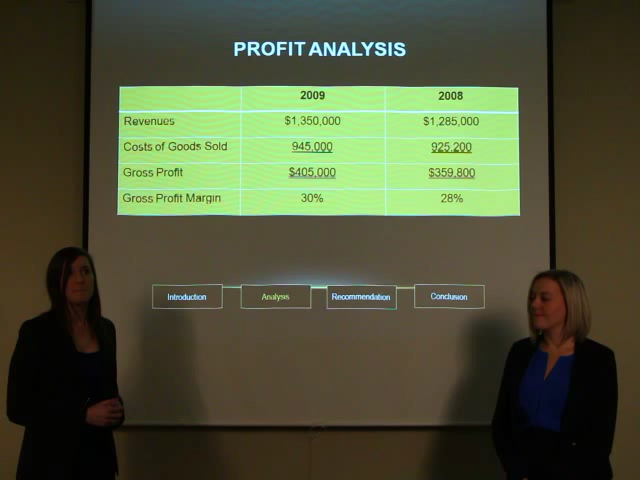 PROFIT ANALYSIS
2009 2008
Revenues $1,350,000 $1,285,000
Costs of Goods Sold 945,000 925,200
Gross Profit $405,000 $359,800
Gross Profit Margin 30% 28%
Introduction Analysis Recommendation Conclusion